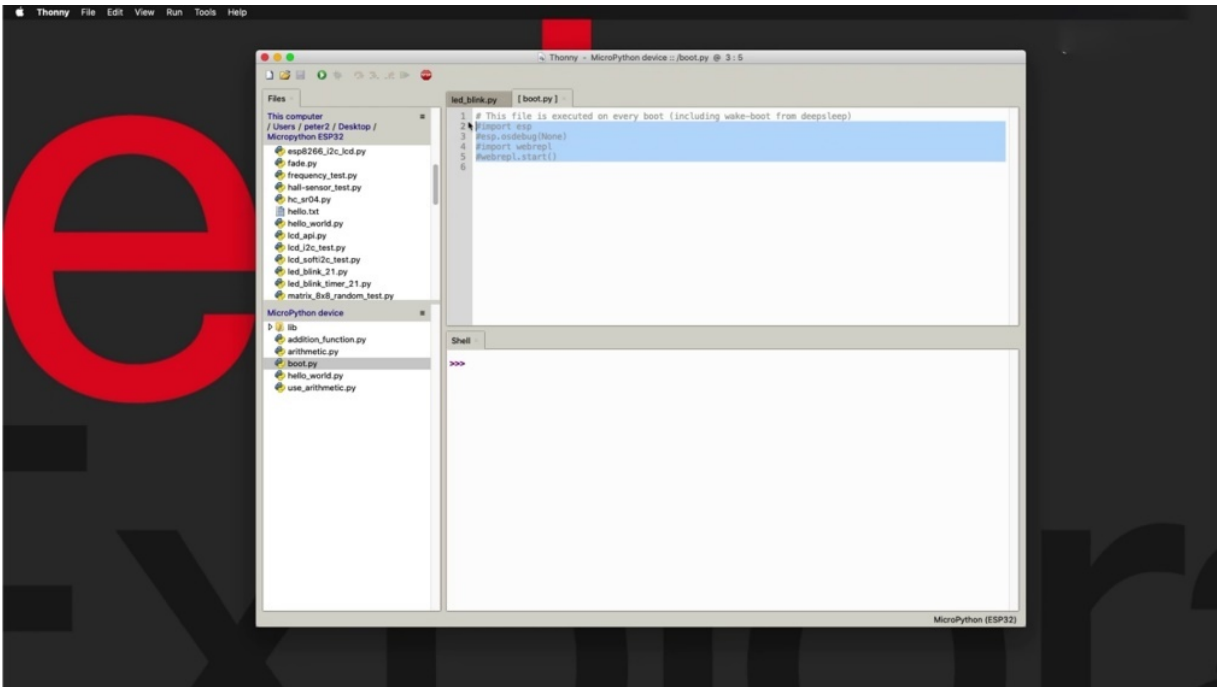 Thonny File Edit View Run Tools Help
Thonny - MicroPython device :: /boot.py @ 3 : 5
Files
This computer
/ Users / peter2 / Desktop /
Micropython ESP32
esp8266_i2c_lcd.py
fade.py
frequency_test.py
hall-sensor_test.py
hc_sr04.py
hello.txt
hello_world.py
lcd_api.py
lcd_i2c_test.py
lcd_softi2c_test.py
led_blink_21.py
led_blink_timer_21.py
matrix_8x8_random_test.py
MicroPython device
lib
addition_function.py
arithmetic.py
boot.py
hello_world.py
use_arithmetic.py
led_blink.py [ boot.py ]
1 # This file is executed on every boot (including wake-boot from deepsleep)
2 #import esp
3 #esp.osdebug(None)
4 #import webrepl
5 #webrepl.start()
6
Shell
>>>
MicroPython (ESP32)
e
Explor